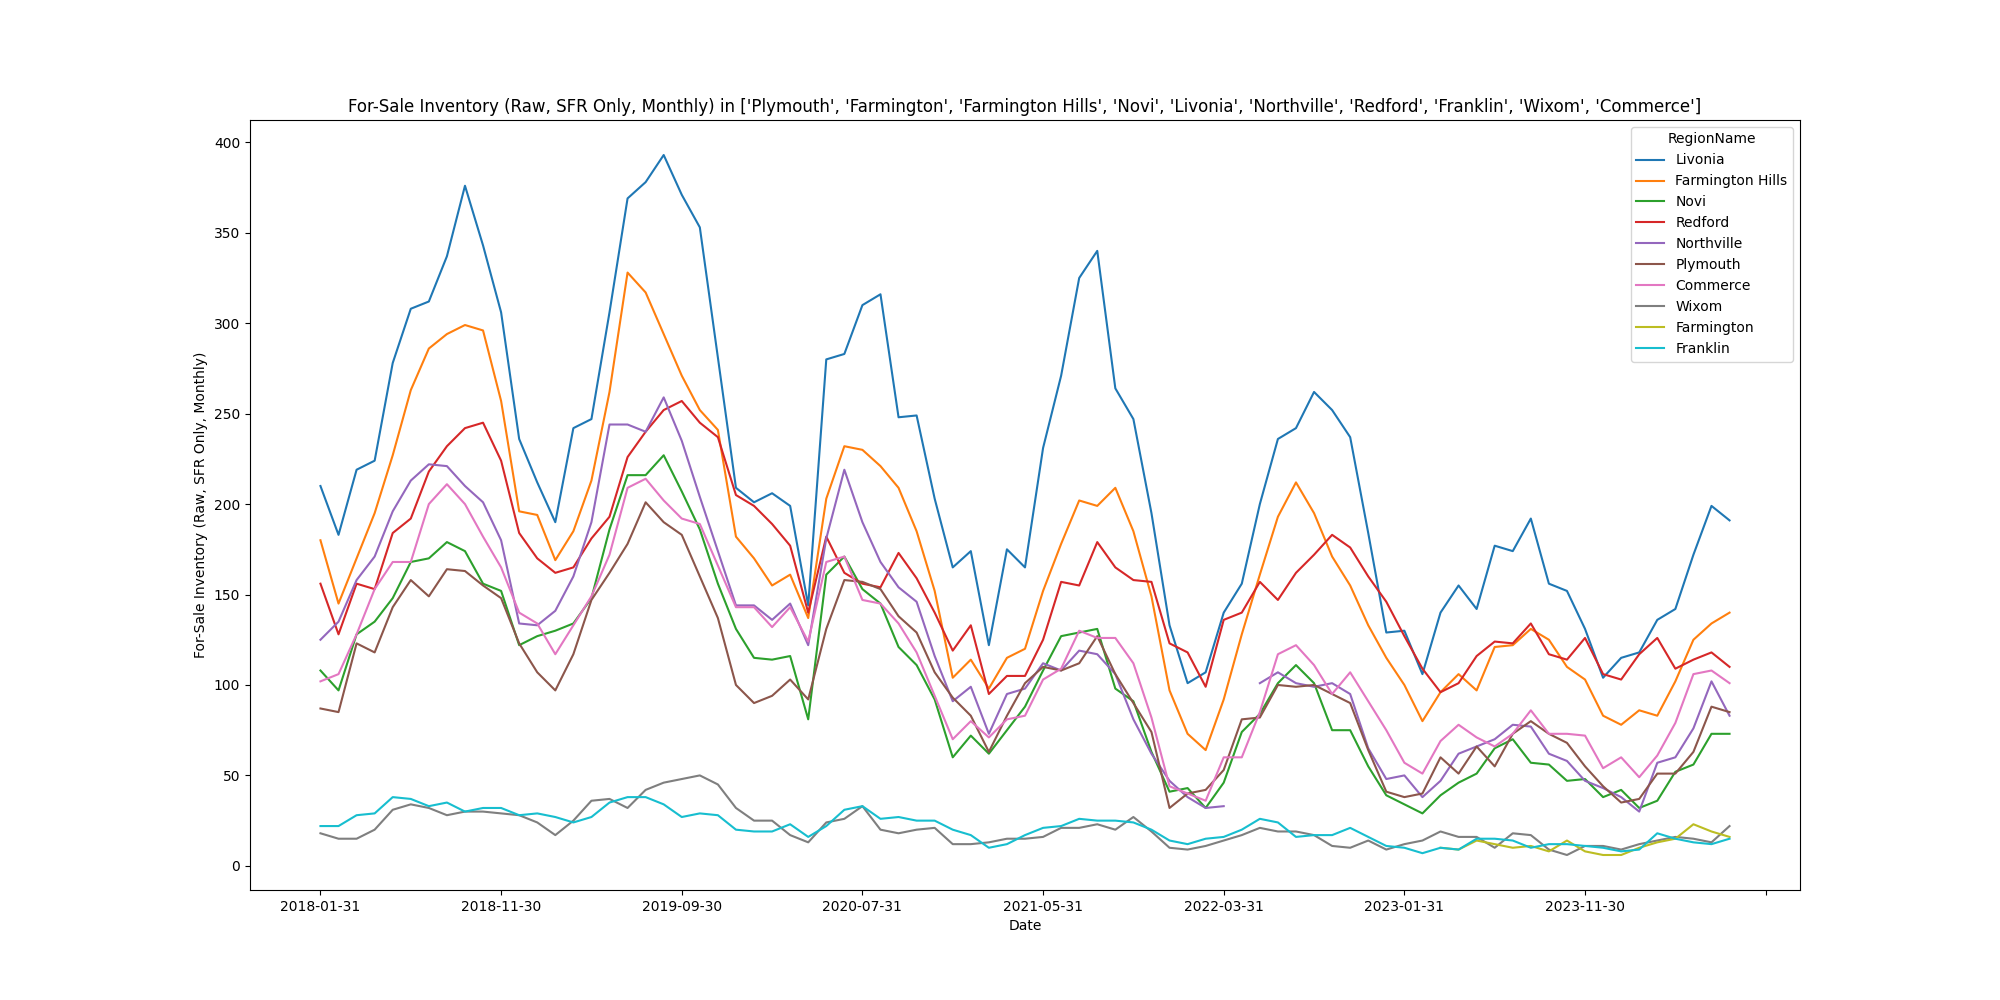 For-Sale Inventory (Raw, SFR Only, Monthly) in ['Plymouth', 'Farmington', 'Farmington Hills', 'Novi', 'Livonia', 'Northville', 'Redford', 'Franklin', 'Wixom', 'Commerce']
For-Sale Inventory (Raw, SFR Only, Monthly)
400
350
300
250
200
150
100
50
0
RegionName
Livonia
Farmington Hills
Novi
Redford
Northville
Plymouth
Commerce
Wixom
Farmington
Franklin
2018-01-31 2018-11-30 2019-09-30 2020-07-31 2021-05-31 2022-03-31 2023-01-31 2023-11-30
Date